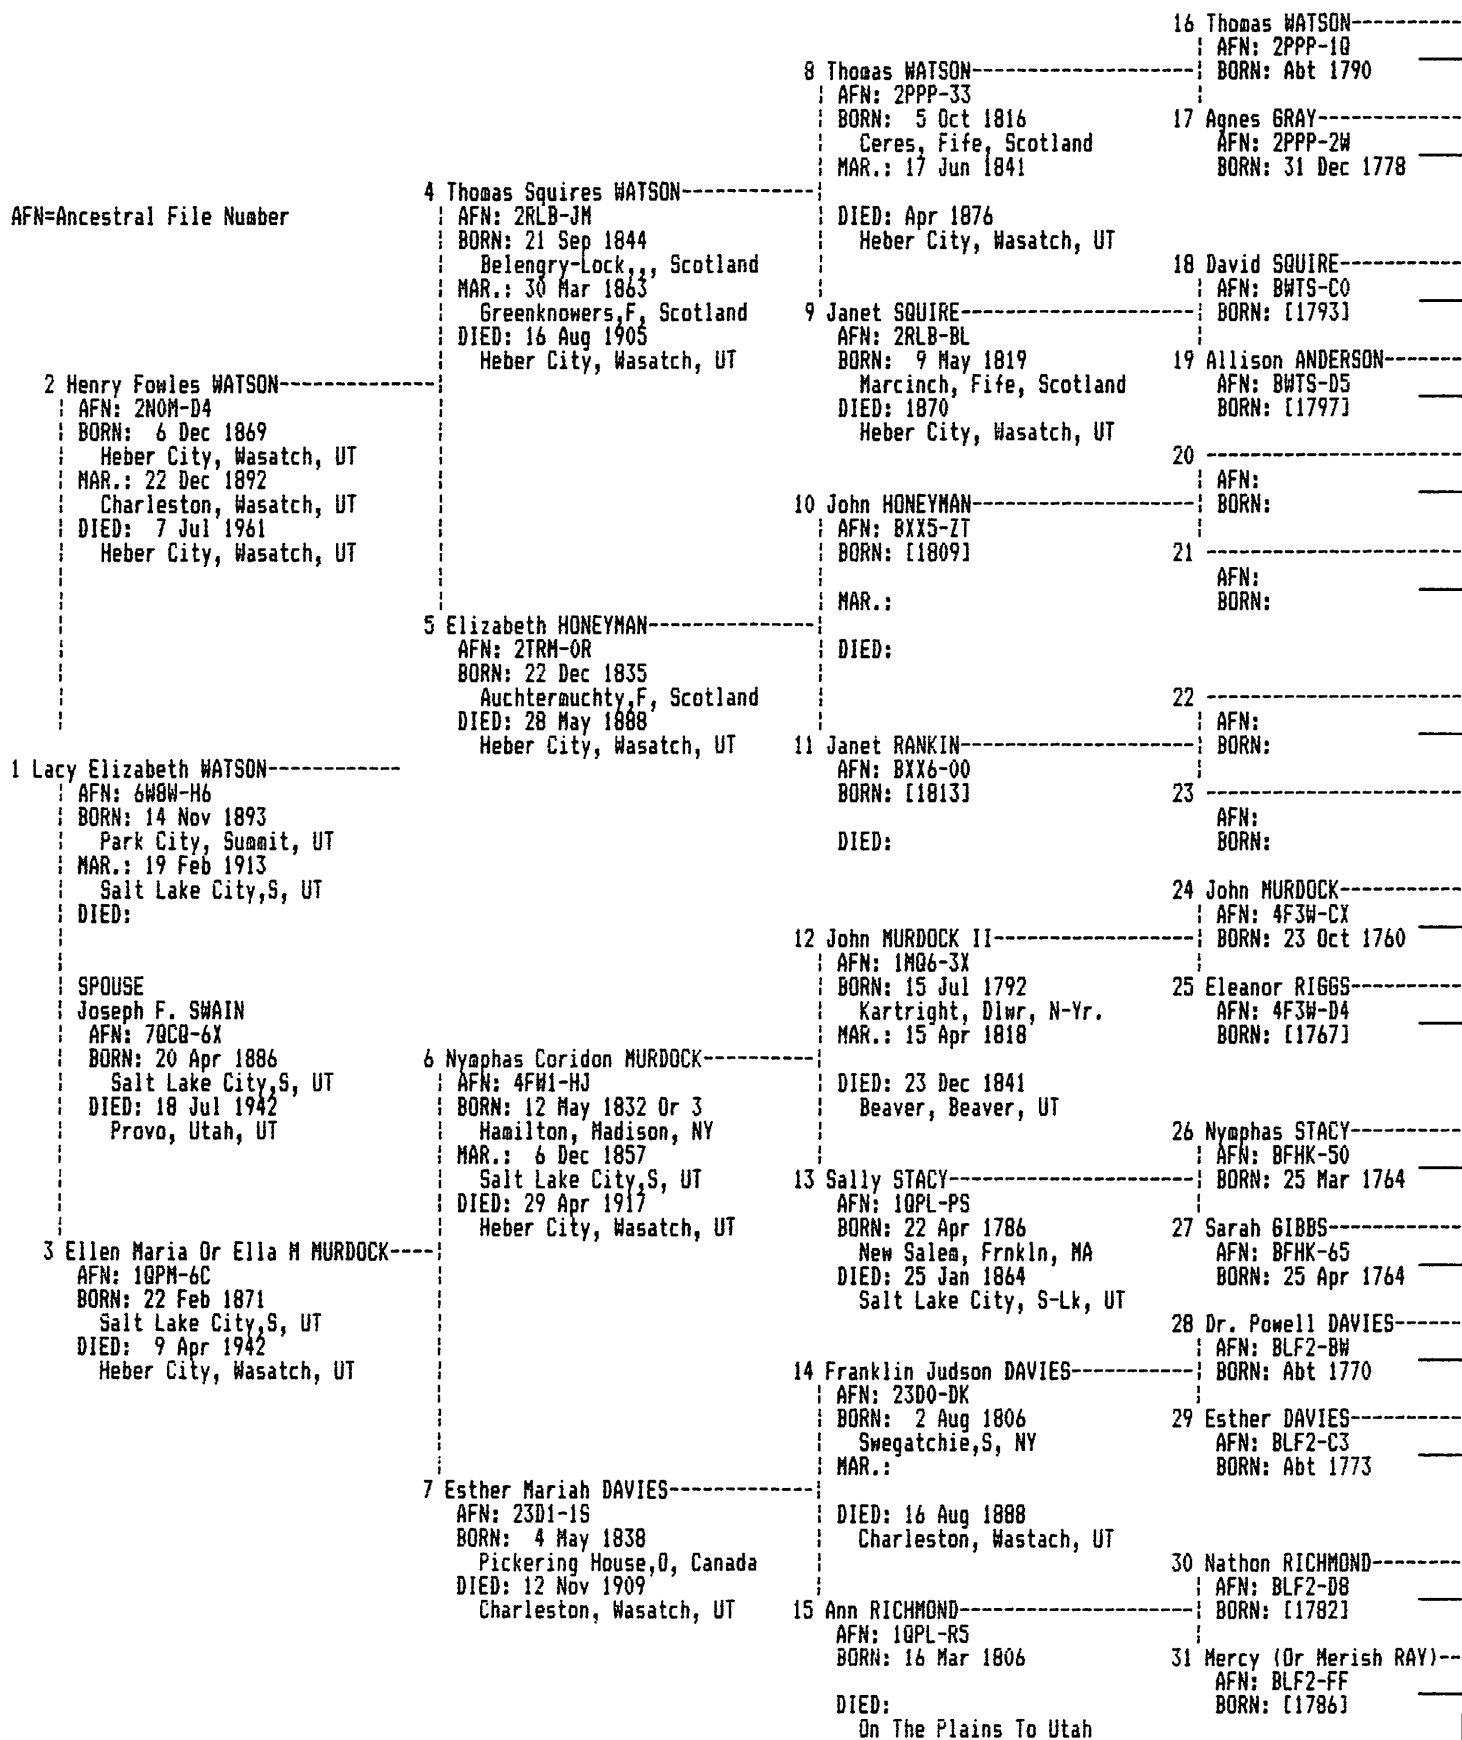 AFN=Ancestral File Number
1 Lacy Elizabeth WATSON------------
AFN: 6W8W-H6
BORN: 14 Nov 1893
Park City, Summit, UT
MAR.: 19 Feb 1913
Salt Lake City,S, UT
DIED:
SPOUSE
Joseph F. SWAIN
AFN: 7QCQ-6X
BORN: 20 Apr 1886
Salt Lake City,S, UT
DIED: 18 Jul 1942
Provo, Utah, UT
2 Henry Fowles WATSON--------------
AFN: 2NOM-D4
BORN: 6 Dec 1869
Heber City, Wasatch, UT
MAR.: 22 Dec 1892
Charleston, Wasatch, UT
DIED: 7 Jul 1961
Heber City, Wasatch, UT
3 Ellen Maria Or Ella M MURDOCK----
AFN: 1QPM-6C
BORN: 22 Feb 1871
Salt Lake City,S, UT
DIED: 9 Apr 1942
Heber City, Wasatch, UT
4 Thomas Squires WATSON------------
AFN: 2RLB-JM
BORN: 21 Sep 1844
Belengry-Lock,,, Scotland
MAR.: 30 Mar 1863
Greenknowers,F, Scotland
DIED: 16 Aug 1905
Heber City, Wasatch, UT
5 Elizabeth HONEYMAN---------------
AFN: 2TRM-OR
BORN: 22 Dec 1835
Auchtermuchty,F, Scotland
DIED: 28 May 1888
Heber City, Wasatch, UT
6 Nymphas Coridon MURDOCK----------
AFN: 4FW1-HJ
BORN: 12 May 1832 Or 3
Hamilton, Madison, NY
MAR.: 6 Dec 1857
Salt Lake City,S, UT
DIED: 29 Apr 1917
Heber City, Wasatch, UT
7 Esther Mariah DAVIES-------------
AFN: 23D1-1S
BORN: 4 May 1838
Pickering House,O, Canada
DIED: 12 Nov 1909
Charleston, Wasatch, UT
8 Thomas WATSON--------------------
AFN: 2PPP-33
BORN: 5 Oct 1816
Ceres, Fife, Scotland
MAR.: 17 Jun 1841
DIED: Apr 1876
Heber City, Wasatch, UT
9 Janet SQUIRE---------------------
AFN: 2RLB-BL
BORN: 9 May 1819
Marcinch, Fife, Scotland
DIED: 1870
Heber City, Wasatch, UT
10 John HONEYMAN--------------------
AFN: BXX5-ZT
BORN: [1809]
MAR.:
DIED:
11 Janet RANKIN---------------------
AFN: BXX6-00
BORN: [1813]
DIED:
12 John MURDOCK II------------------
AFN: 1MQ6-3X
BORN: 15 Jul 1792
Kartright, Dlwr, N-Yr.
MAR.: 15 Apr 1818
DIED: 23 Dec 1841
Beaver, Beaver, UT
13 Sally STACY----------------------
AFN: 1QPL-PS
BORN: 22 Apr 1786
New Salem, Frnkln, MA
DIED: 25 Jan 1864
Salt Lake City, S-Lk, UT
14 Franklin Judson DAVIES-----------
AFN: 23D0-DK
BORN: 2 Aug 1806
Swegatchie,S, NY
MAR.:
DIED: 16 Aug 1888
Charleston, Wastach, UT
15 Ann RICHMOND---------------------
AFN: 1QPL-R5
BORN: 16 Mar 1806
DIED:
On The Plains To Utah
16 Thomas WATSON----------
AFN: 2PPP-1Q
BORN: Abt 1790
17 Agnes GRAY-------------
AFN: 2PPP-2W
BORN: 31 Dec 1778
18 David SQUIRE-----------
AFN: BWTS-CO
BORN: [1793]
19 Allison ANDERSON-------
AFN: BWTS-D5
BORN: [1797]
20 -----------------------
AFN:
BORN:
21 -----------------------
AFN:
BORN:
22 -----------------------
AFN:
BORN:
23 -----------------------
AFN:
BORN:
24 John MURDOCK-----------
AFN: 4F3W-CX
BORN: 23 Oct 1760
25 Eleanor RIGGS----------
AFN: 4F3W-D4
BORN: [1767]
26 Nymphas STACY----------
AFN: BFHK-50
BORN: 25 Mar 1764
27 Sarah GIBBS------------
AFN: BFHK-65
BORN: 25 Apr 1764
28 Dr. Powell DAVIES------
AFN: BLF2-BW
BORN: Abt 1770
29 Esther DAVIES----------
AFN: BLF2-C3
BORN: Abt 1773
30 Nathon RICHMOND--------
AFN: BLF2-D8
BORN: [1782]
31 Mercy (Or Merish RAY)--
AFN: BLF2-FF
BORN: [1786]